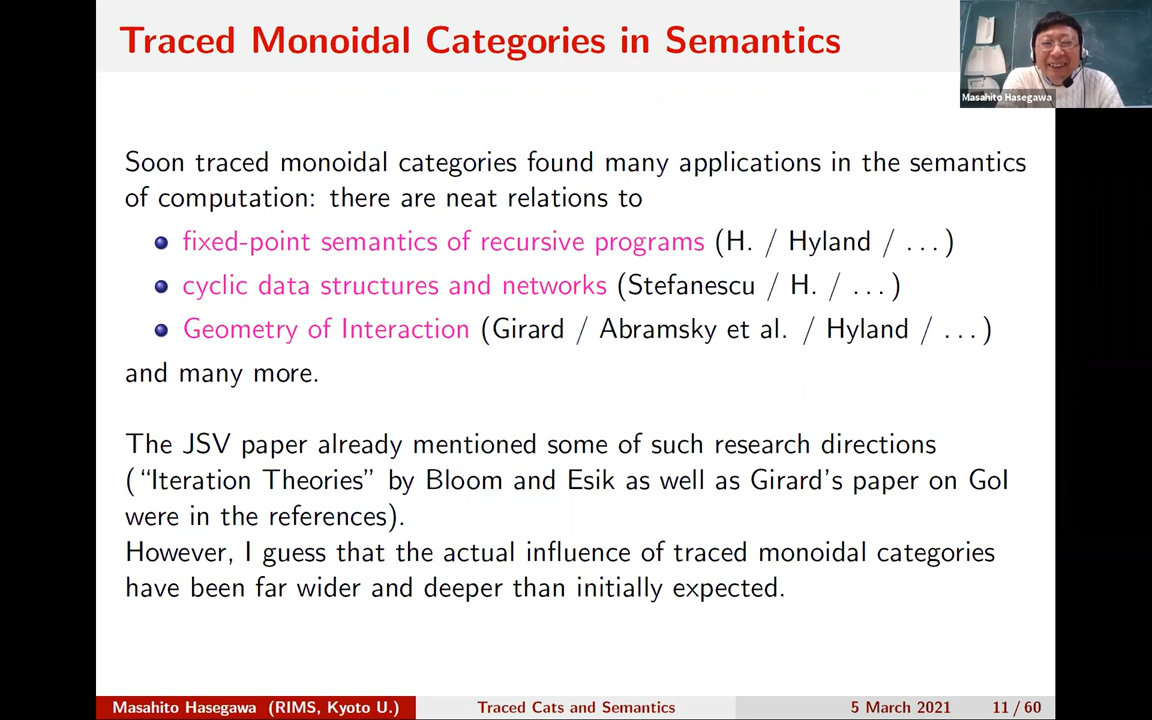 Traced Monoidal Categories in Semantics
Masahito Hasegawa
Soon traced monoidal categories found many applications in the semantics
of computation: there are neat relations to
fixed-point semantics of recursive programs (H. / Hyland / ...)
cyclic data structures and networks (Stefanescu / H. / ...)
Geometry of Interaction (Girard / Abramsky et al. / Hyland / ...)
and many more.
The JSV paper already mentioned some of such research directions
(“Iteration Theories” by Bloom and Esik as well as Girard's paper on GoI
were in the references).
However, I guess that the actual influence of traced monoidal categories
have been far wider and deeper than initially expected.
Masahito Hasegawa (RIMS, Kyoto U.)
Traced Cats and Semantics
5 March 2021
11 / 60